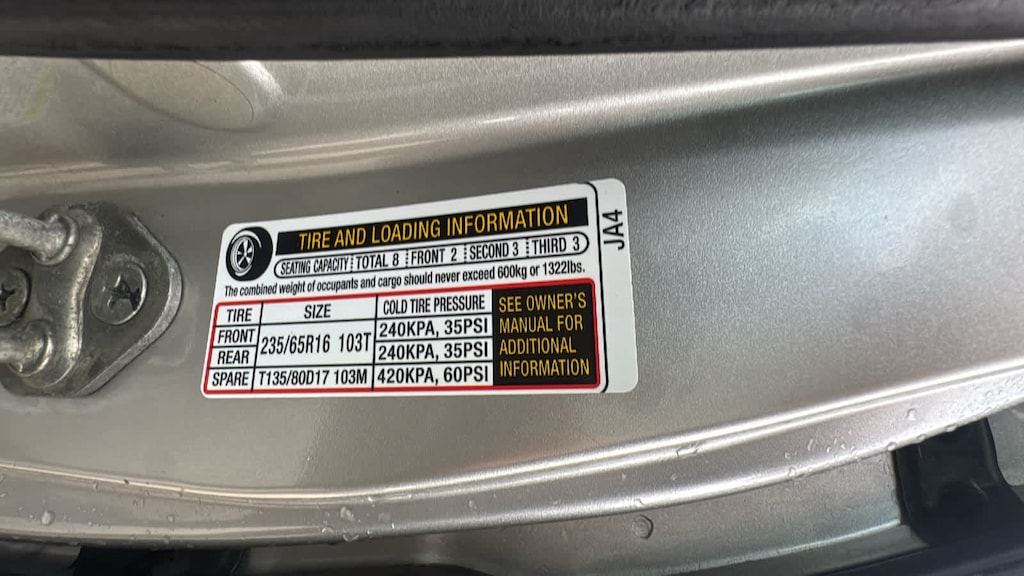 TIRE AND LOADING INFORMATION
SEATING CAPACITY TOTAL 8 FRONT 2 SECOND 3 THIRD 3
The combined weight of occupants and cargo should never exceed 600kg or 1322lbs.
TIRE SIZE COLD TIRE PRESSURE
FRONT 235/65R16 103T 240KPA, 35PSI
REAR 240KPA, 35PSI
SPARE T135/80D17 103M 420KPA, 60PSI
SEE OWNER'S
MANUAL FOR
ADDITIONAL
INFORMATION
JA4